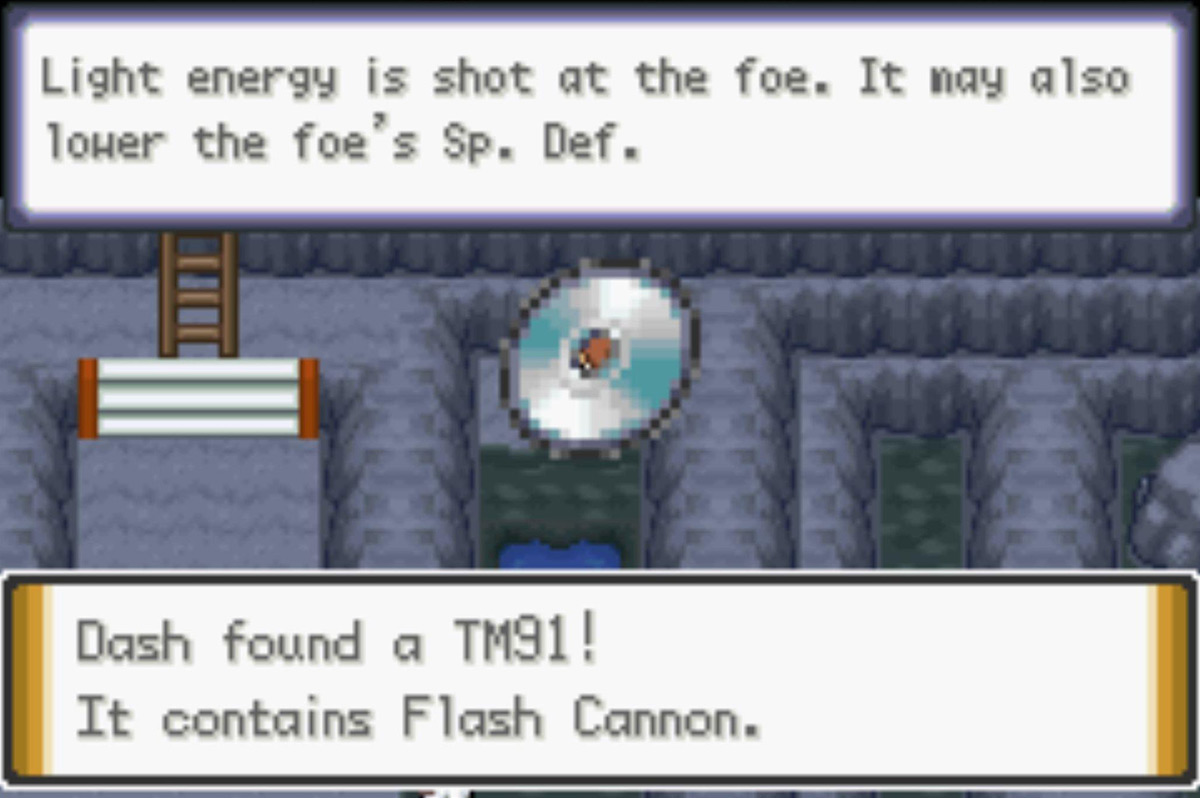 Light energy is shot at the foe. It may also
lower the foe's Sp. Def.
Dash found a TM91!
It contains Flash Cannon.